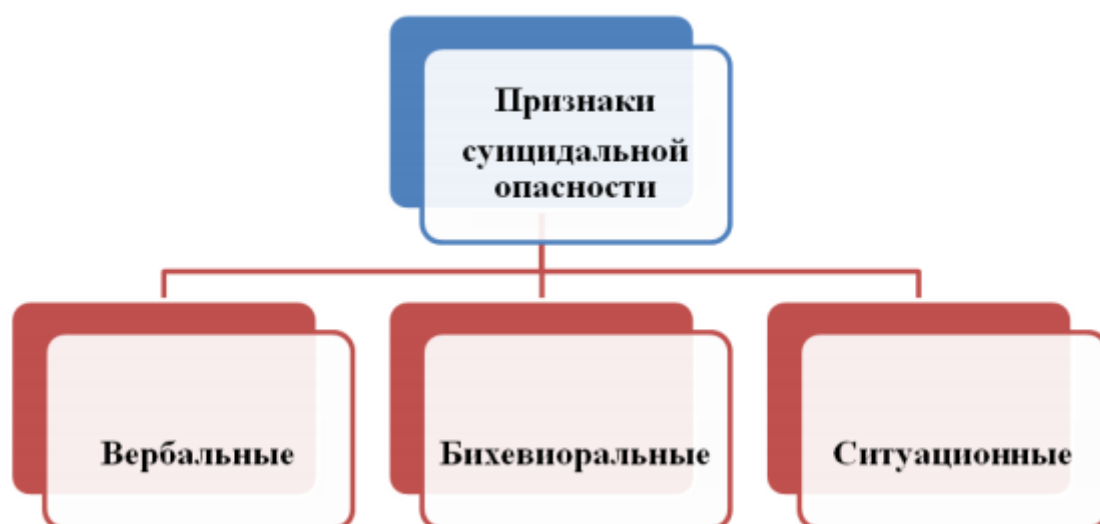 Признаки
суицидальной
опасности
Вербальные
Бихевиоральные
Ситуационные